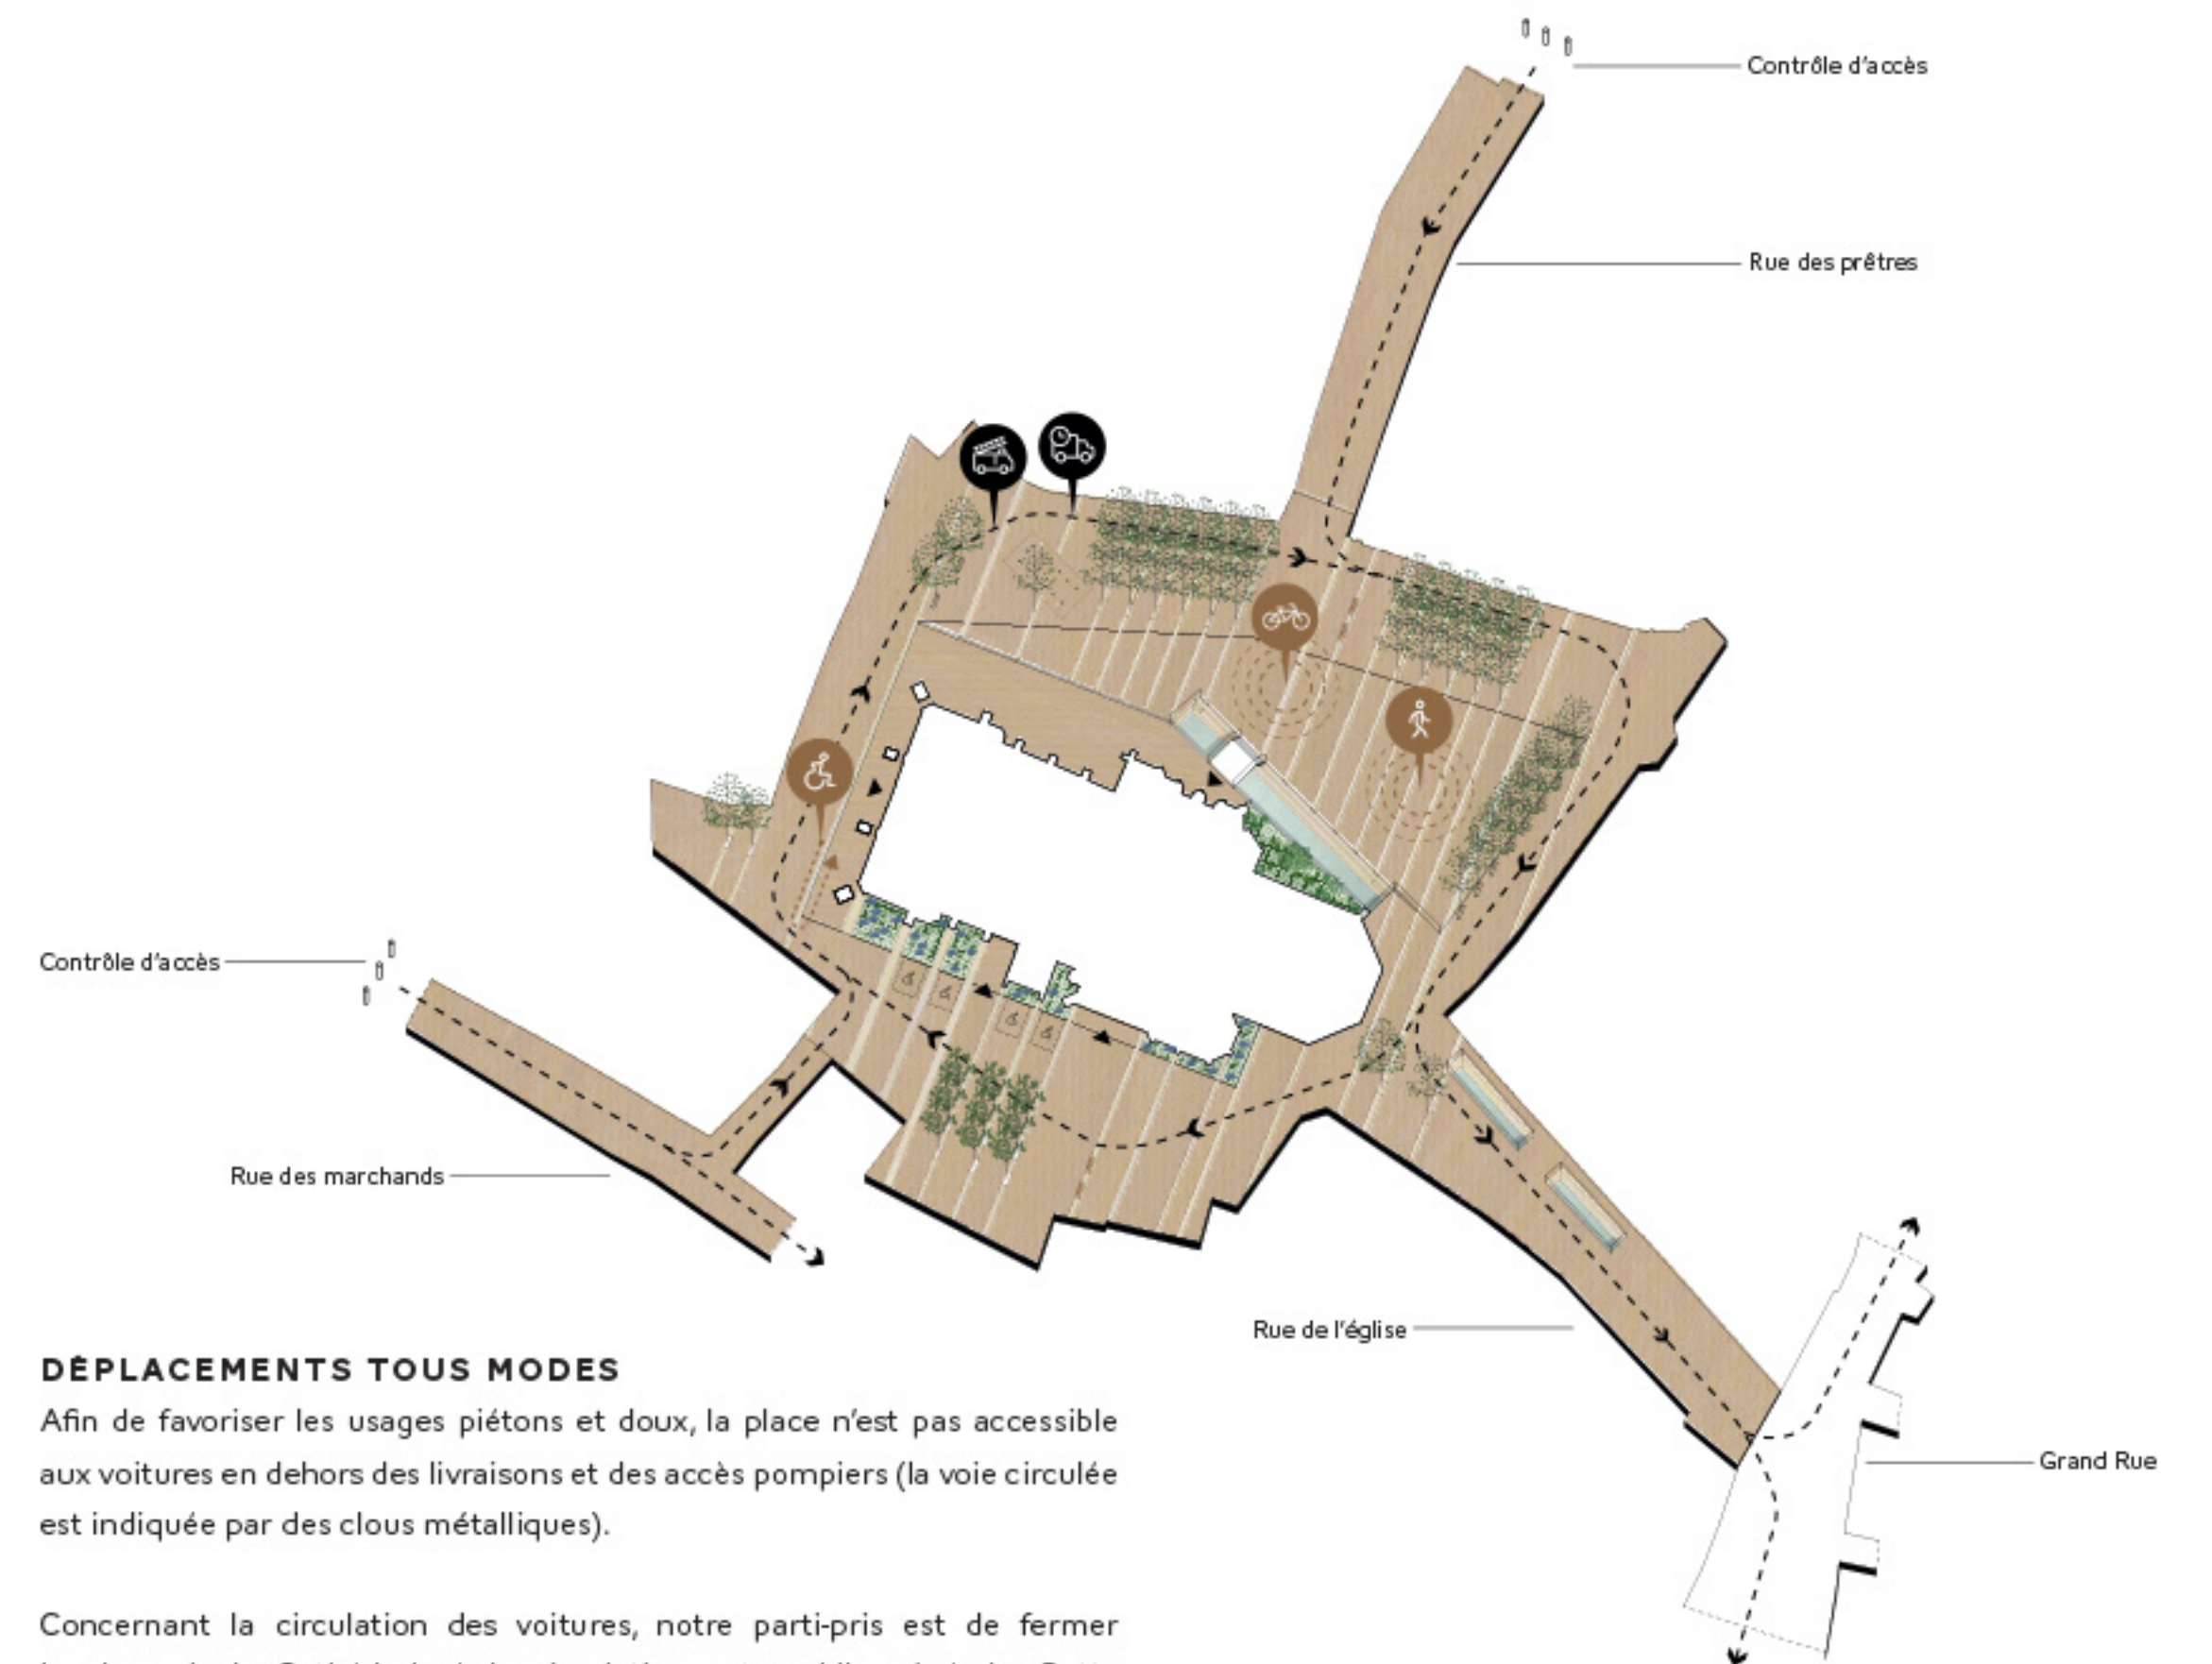 Contrôle d'accès
Rue des prêtres
Contrôle d'accès
Rue des marchands
Rue de l'église
Grand Rue
DÉPLACEMENTS TOUS MODES
Afin de favoriser les usages piétons et doux, la place n'est pas accessible
aux voitures en dehors des livraisons et des accès pompiers (la voie circulée
est indiquée par des clous métalliques).
Concernant la circulation des voitures, notre parti-pris est de fermer